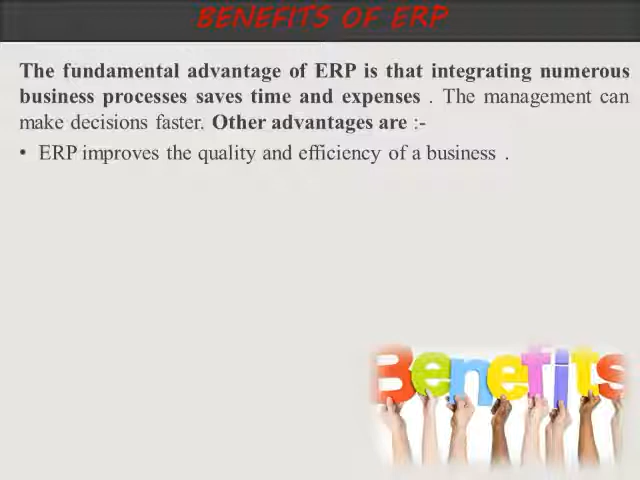 BENEFITS OF ERP
The fundamental advantage of ERP is that integrating numerous
business processes saves time and expenses . The management can
make decisions faster. Other advantages are :-
• ERP improves the quality and efficiency of a business .
Benefits